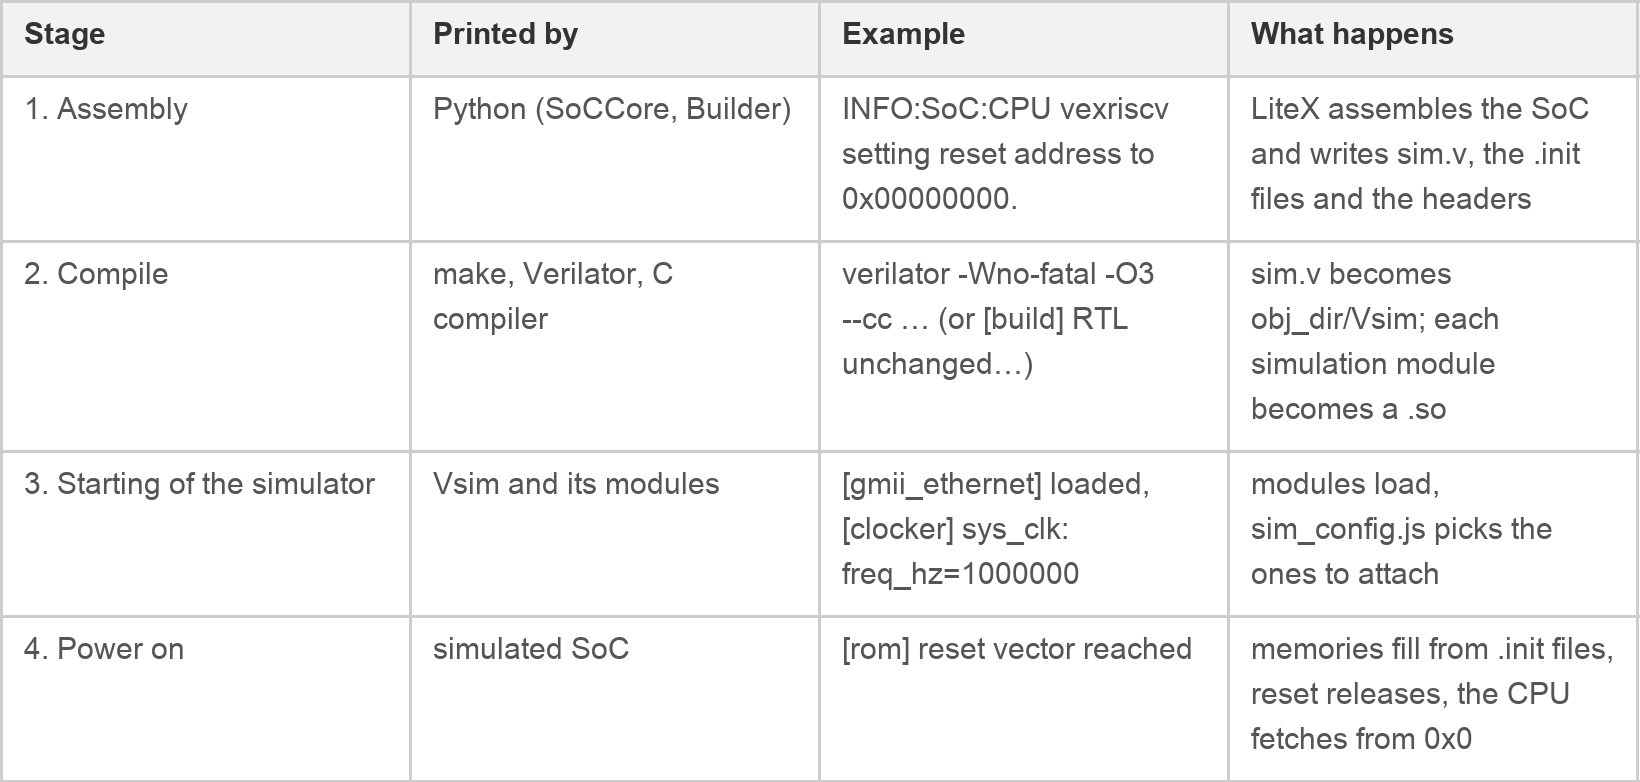 Stage
Printed by
Example
What happens
1. Assembly
Python (SoCCore, Builder)
INFO:SoC:CPU vexriscv
setting reset address to
0x00000000.
LiteX assembles the SoC
and writes sim.v, the .init
files and the headers
2. Compile
make, Verilator, C
compiler
verilator -Wno-fatal -O3
--cc … (or [build] RTL
unchanged…)
sim.v becomes
obj_dir/Vsim; each
simulation module
becomes a .so
3. Starting of the simulator
Vsim and its modules
[gmii_ethernet] loaded,
[clocker] sys_clk:
freq_hz=1000000
modules load,
sim_config.js picks the
ones to attach
4. Power on
simulated SoC
[rom] reset vector reached
memories fill from .init files,
reset releases, the CPU
fetches from 0x0